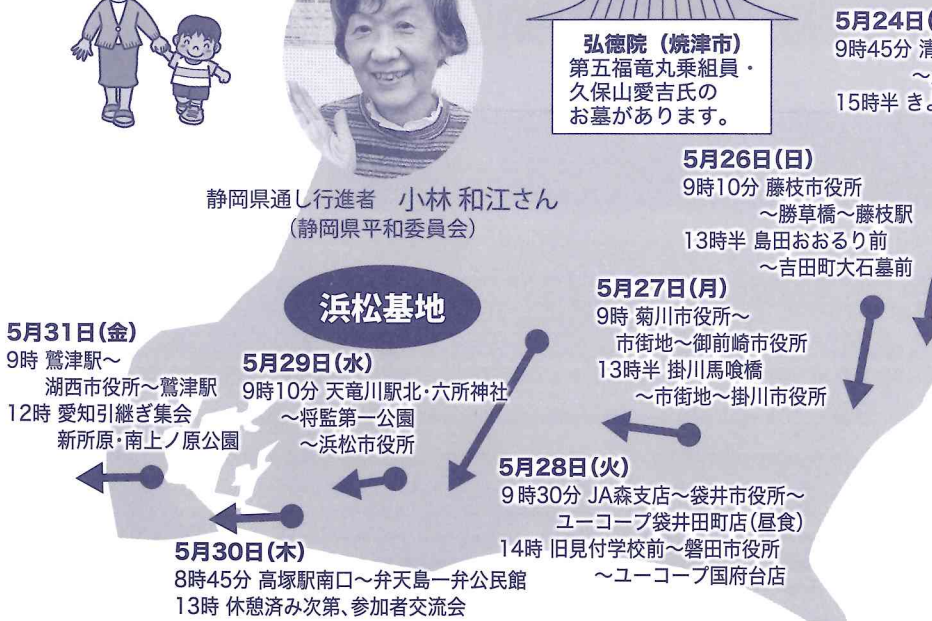 弘徳院（焼津市）
第五福竜丸乗組員・
久保山愛吉氏の
お墓があります。
5月24日(
9時45分 清
〜
15時半 き
5月26日(日)
9時10分 藤枝市役所
〜勝草橋〜藤枝駅
13時半 島田おおるり前
〜吉田町大石墓前
静岡県通し行進者 小林 和江さん
（静岡県平和委員会）
浜松基地
5月27日(月)
9時 菊川市役所〜
市街地〜御前崎市役所
13時半 掛川馬喰橋
〜市街地〜掛川市役所
5月31日(金)
9時 鷲津駅〜
湖西市役所〜鷲津駅
12時 愛知引継ぎ集会
新所原・南上ノ原公園
5月29日(水)
9時10分 天竜川駅北・六所神社
〜将監第一公園
〜浜松市役所
5月28日(火)
9時30分 JA森支店〜袋井市役所〜
ユーコープ袋井田町店(昼食)
14時 旧見付学校前〜磐田市役所
〜ユーコープ国府台店
5月30日(木)
8時45分 高塚駅南口〜弁天島一弁公民館
13時 休憩済み次第、参加者交流会